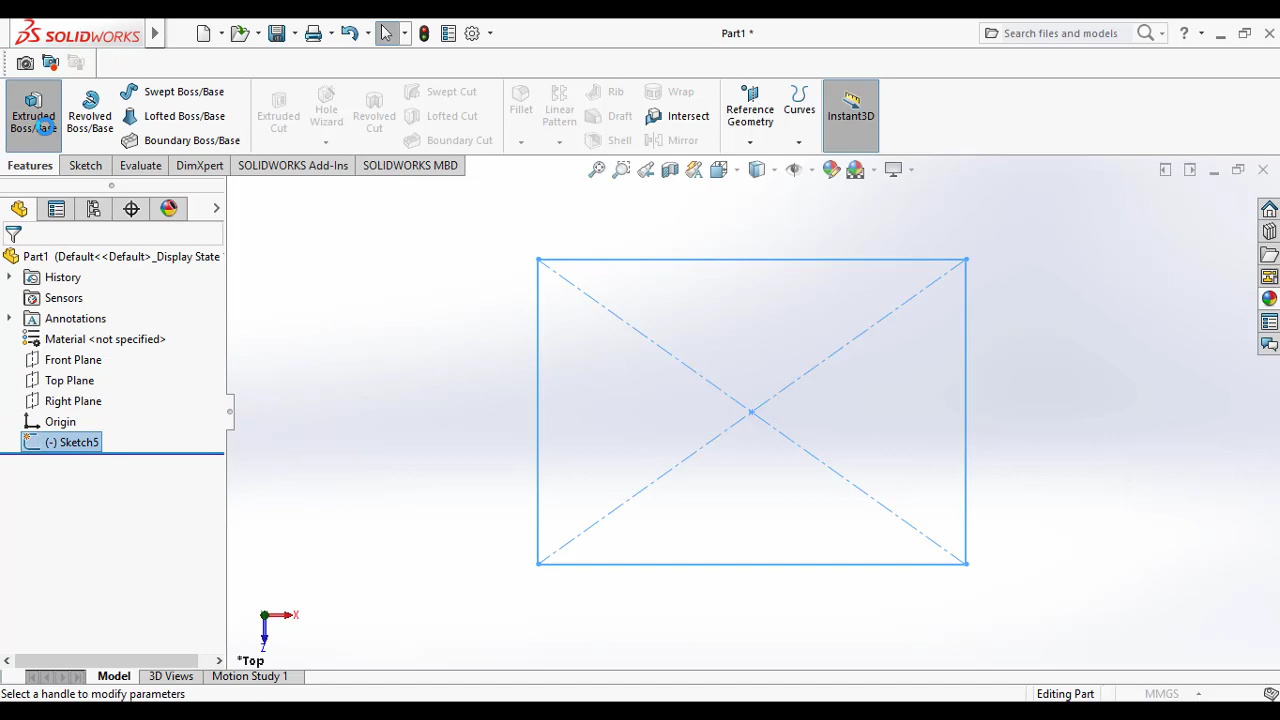 SOLIDWORKS
Part1 *
Search files and models
?
Extruded Boss/Base
Revolved Boss/Base
Swept Boss/Base
Lofted Boss/Base
Boundary Boss/Base
Extruded Cut
Hole Wizard
Revolved Cut
Swept Cut
Lofted Cut
Boundary Cut
Fillet
Linear Pattern
Rib
Draft
Shell
Wrap
Intersect
Mirror
Reference Geometry
Curves
Instant3D
Features Sketch Evaluate DimXpert SOLIDWORKS Add-Ins SOLIDWORKS MBD
Part1 (Default<<Default>_Display State
History
Sensors
Annotations
Material <not specified>
Front Plane
Top Plane
Right Plane
Origin
(-) Sketch5
X
Z
*Top
Model 3D Views Motion Study 1
Select a handle to modify parameters Editing Part MMGS